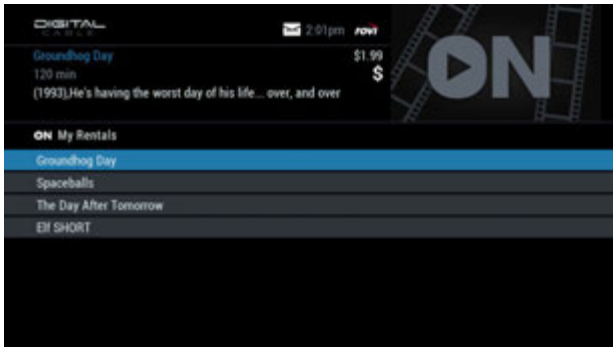 DIGITAL
CABLE
2:01pm rovi
Groundhog Day $1.99
120 min $
(1993),He's having the worst day of his life... over, and over
ON
ON My Rentals
Groundhog Day
Spaceballs
The Day After Tomorrow
Elf SHORT